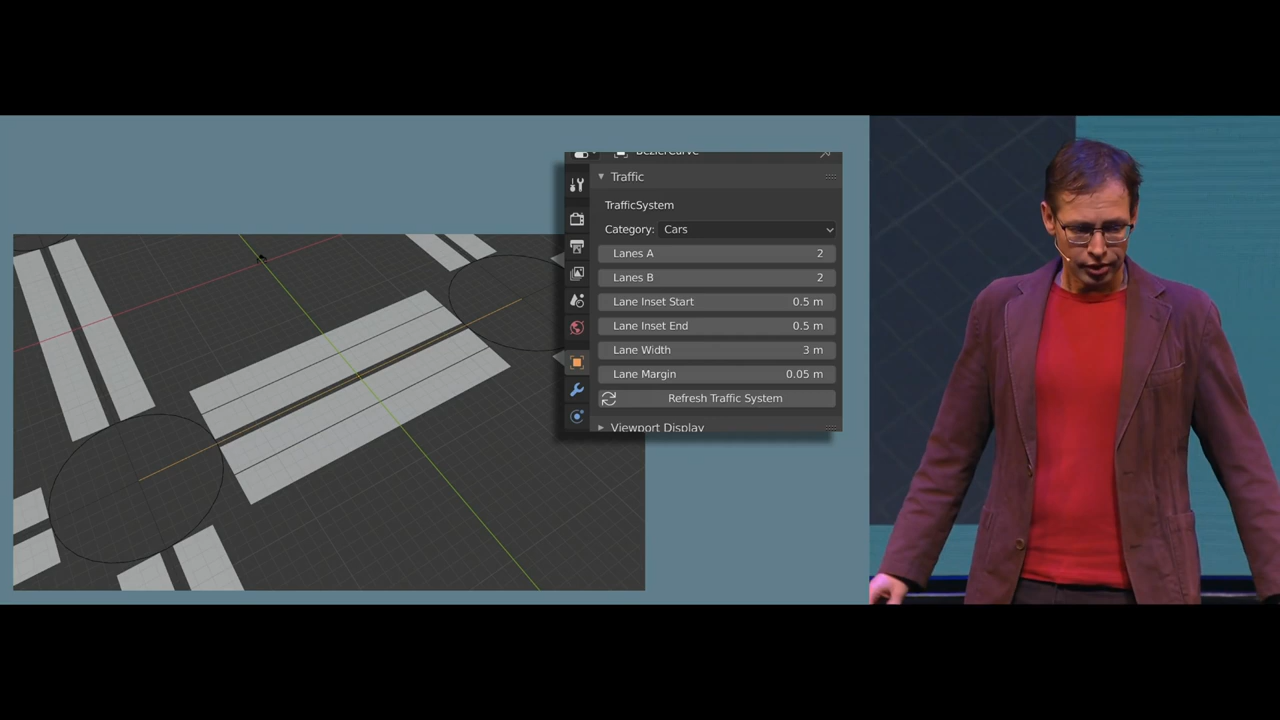 BezierCurve
Traffic
TrafficSystem
Category: Cars
Lanes A 2
Lanes B 2
Lane Inset Start 0.5 m
Lane Inset End 0.5 m
Lane Width 3 m
Lane Margin 0.05 m
Refresh Traffic System
Viewport Display